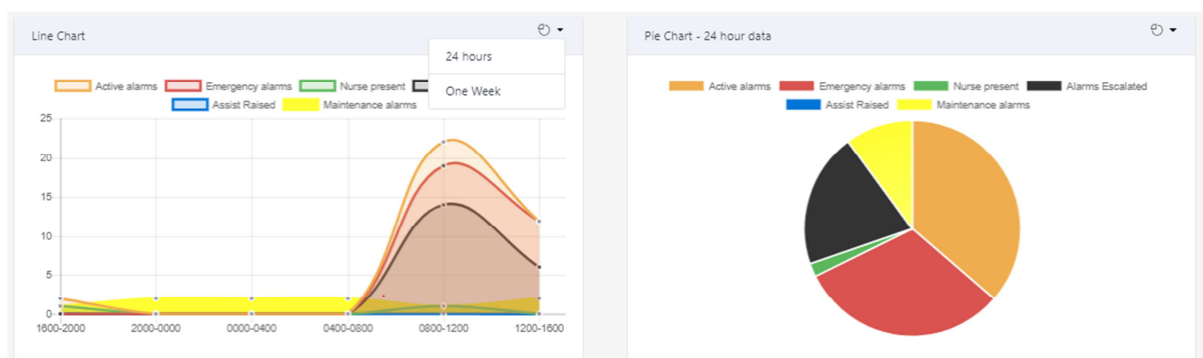 Line Chart
24 hours
One Week
Active alarms Emergency alarms Nurse present
Assist Raised Maintenance alarms
25
20
15
10
5
0
1600-2000 2000-0000 0000-0400 0400-0800 0800-1200 1200-1600
Pie Chart - 24 hour data
Active alarms Emergency alarms Nurse present Alarms Escalated
Assist Raised Maintenance alarms